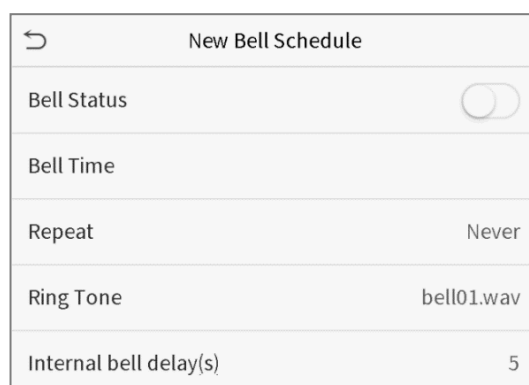 New Bell Schedule
Bell Status
Bell Time
Repeat Never
Ring Tone bell01.wav
Internal bell delay(s) 5